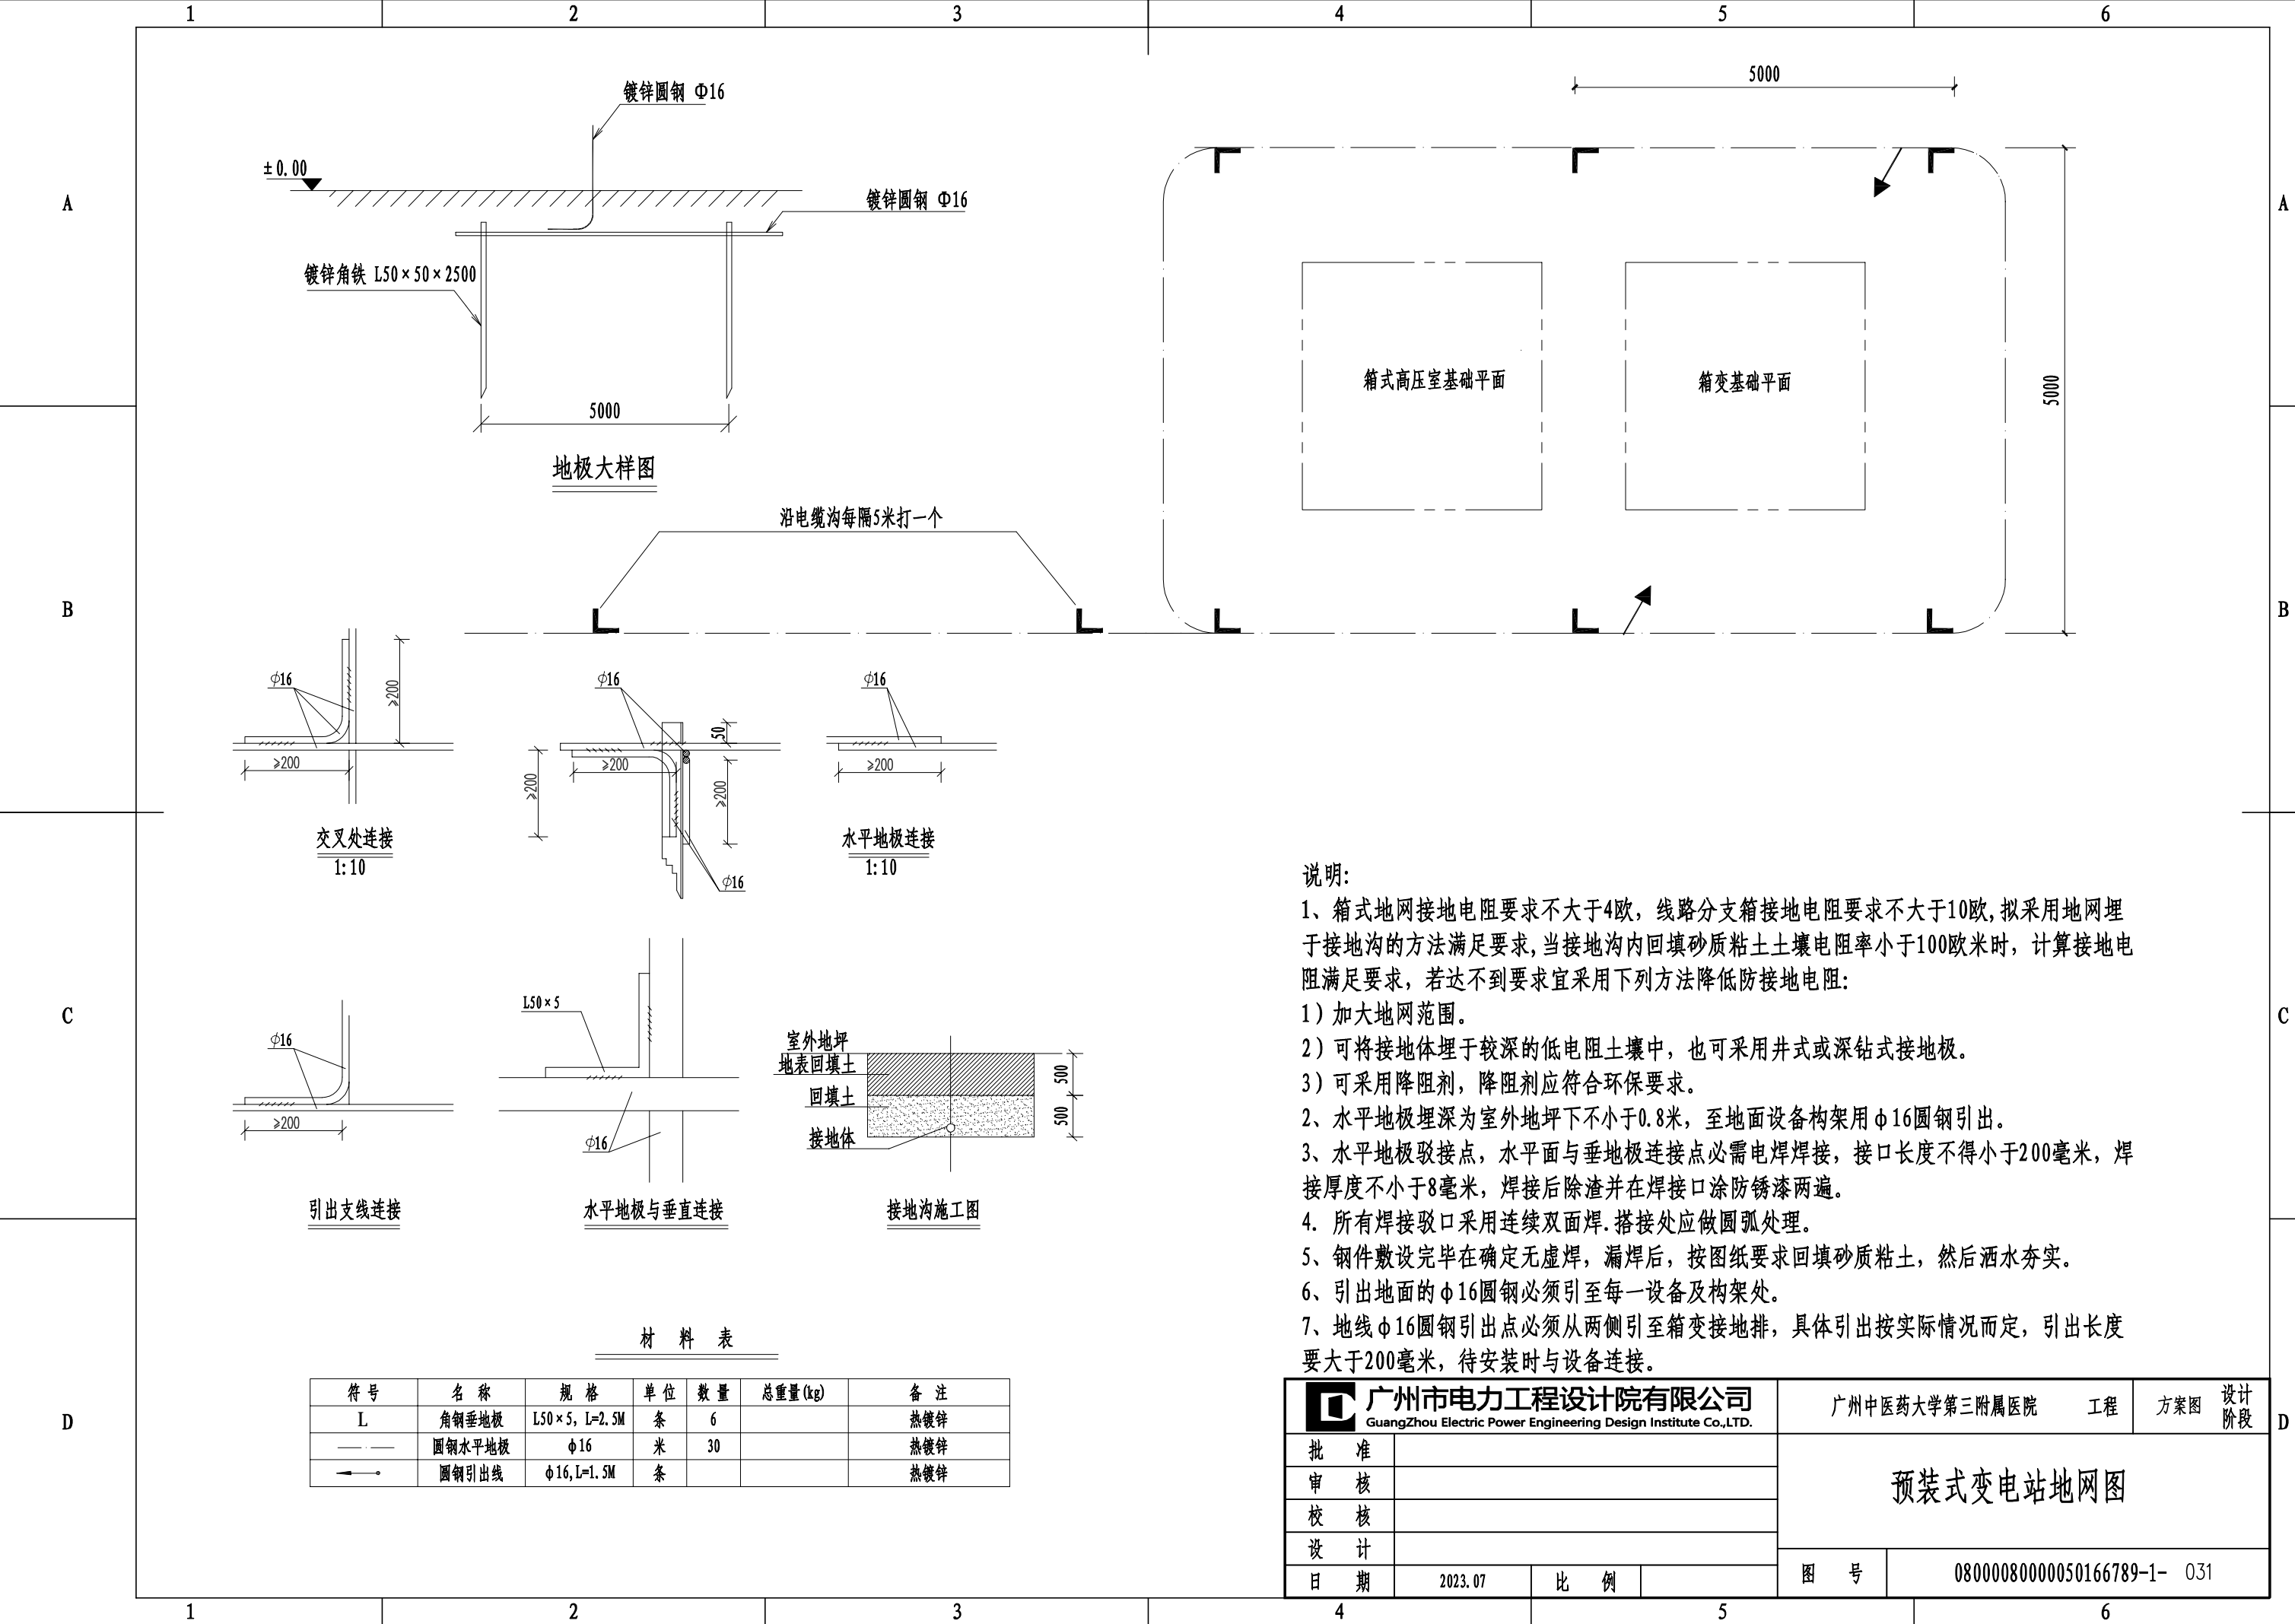 1 2 3 4 5 6
A A
B B
C C
D D
镀锌圆钢 Φ16
±0.00
镀锌圆钢 Φ16
镀锌角铁 L50×50×2500
5000
地极大样图
5000
5000
箱式高压室基础平面
箱变基础平面
沿电缆沟每隔5米打一个
ϕ16
≥200
≥200
交叉处连接
1:10
ϕ16
50
≥200
≥200
≥200
ϕ16
ϕ16
≥200
水平地极连接
1:10
ϕ16
≥200
引出支线连接
L50×5
ϕ16
水平地极与垂直连接
室外地坪
地表回填土
回填土
接地体
500
500
接地沟施工图
说明:
1、箱式地网接地电阻要求不大于4欧，线路分支箱接地电阻要求不大于10欧,拟采用地网埋
于接地沟的方法满足要求,当接地沟内回填砂质粘土土壤电阻率小于100欧米时，计算接地电
阻满足要求，若达不到要求宜采用下列方法降低防接地电阻:
1）加大地网范围。
2）可将接地体埋于较深的低电阻土壤中，也可采用井式或深钻式接地极。
3）可采用降阻剂，降阻剂应符合环保要求。
2、水平地极埋深为室外地坪下不小于0.8米，至地面设备构架用φ16圆钢引出。
3、水平地极驳接点，水平面与垂地极连接点必需电焊焊接，接口长度不得小于200毫米，焊
接厚度不小于8毫米，焊接后除渣并在焊接口涂防锈漆两遍。
4. 所有焊接驳口采用连续双面焊.搭接处应做圆弧处理。
5、钢件敷设完毕在确定无虚焊，漏焊后，按图纸要求回填砂质粘土，然后洒水夯实。
6、引出地面的φ16圆钢必须引至每一设备及构架处。
7、地线φ16圆钢引出点必须从两侧引至箱变接地排，具体引出按实际情况而定，引出长度
要大于200毫米，待安装时与设备连接。
材 料 表
符 号 名 称 规 格 单 位 数 量 总重量(kg) 备 注
L 角钢垂地极 L50×5, L=2.5M 条 6 热镀锌
圆钢水平地极 φ16 米 30 热镀锌
圆钢引出线 φ16,L=1.5M 条 热镀锌
广州市电力工程设计院有限公司
GuangZhou Electric Power Engineering Design Institute Co.,LTD.
广州中医药大学第三附属医院 工程 方案图 设计
阶段
批 准
审 核
校 核
设 计
日 期 2023.07 比 例
预装式变电站地网图
图 号 08000080000050166789-1- 031
1 2 3 4 5 6